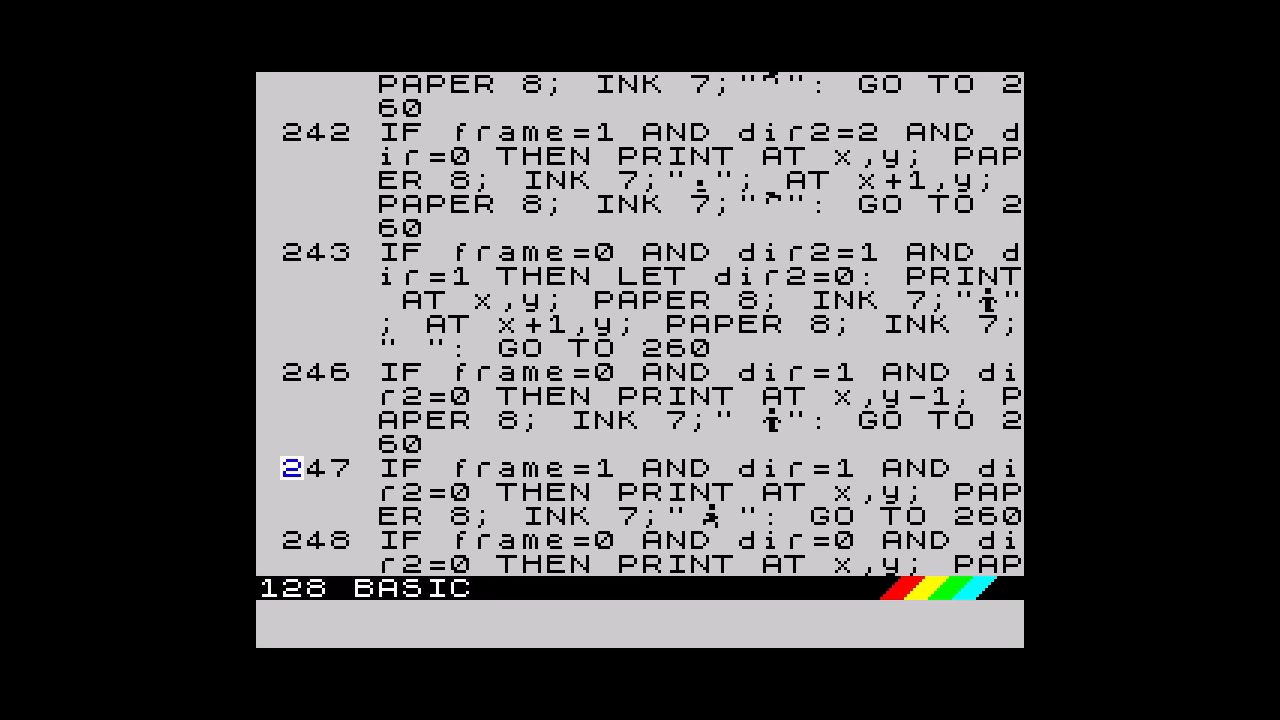 PAPER 8; INK 7;" ": GO TO 2
60
242 IF frame=1 AND dir2=2 AND d
ir=0 THEN PRINT AT x,y; PAP
ER 8; INK 7;" "; AT x+1,y;
PAPER 8; INK 7;" ": GO TO 2
60
243 IF frame=0 AND dir2=1 AND d
ir=1 THEN LET dir2=0: PRINT
AT x,y; PAPER 8; INK 7;" "
; AT x+1,y; PAPER 8; INK 7;
" ": GO TO 260
246 IF frame=0 AND dir=1 AND di
r2=0 THEN PRINT AT x,y-1; P
APER 8; INK 7;" ": GO TO 2
60
247 IF frame=1 AND dir=1 AND di
r2=0 THEN PRINT AT x,y; PAP
ER 8; INK 7;" ": GO TO 260
248 IF frame=0 AND dir=0 AND di
r2=0 THEN PRINT AT x,y; PAP
128 BASIC